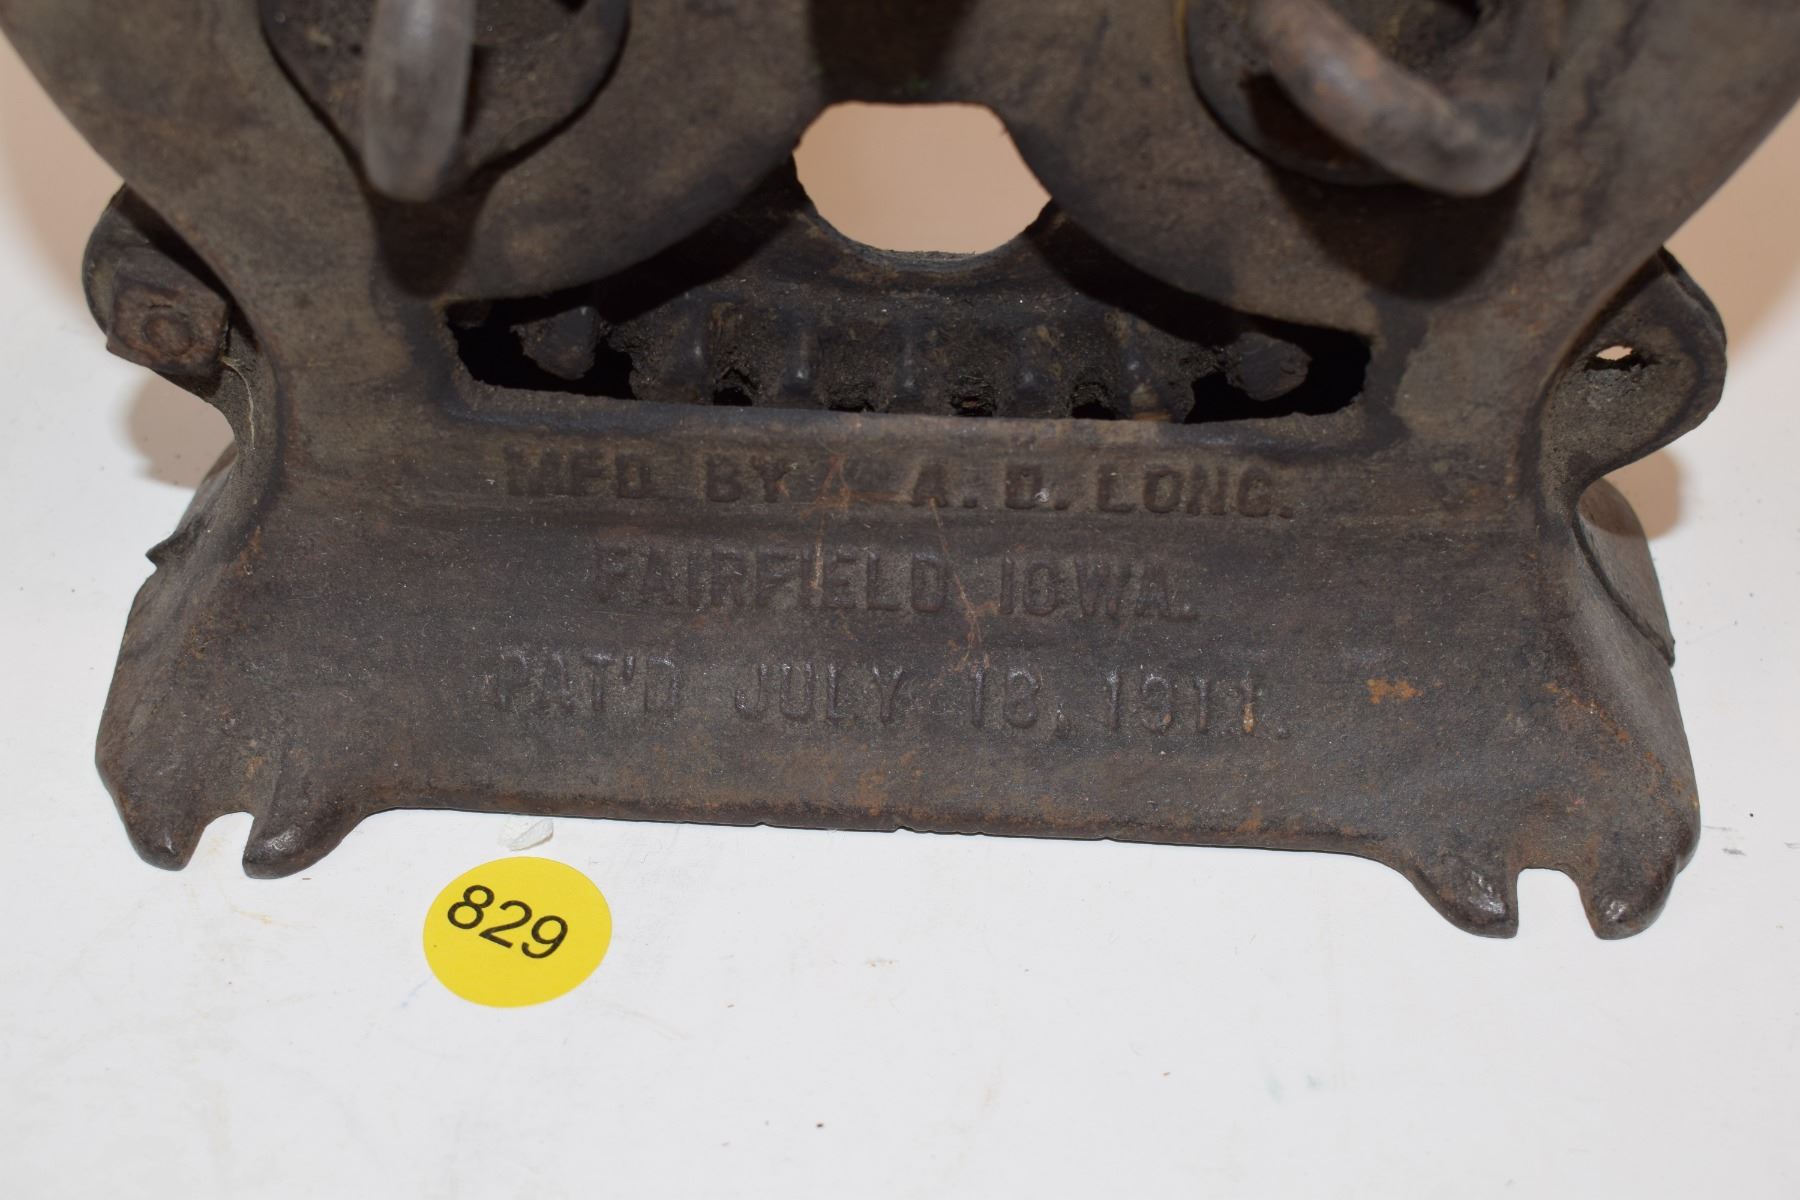 MFD. BY A. D. LONG.
FAIRFIELD IOWA.
PAT'D JULY 18, 1911.
829